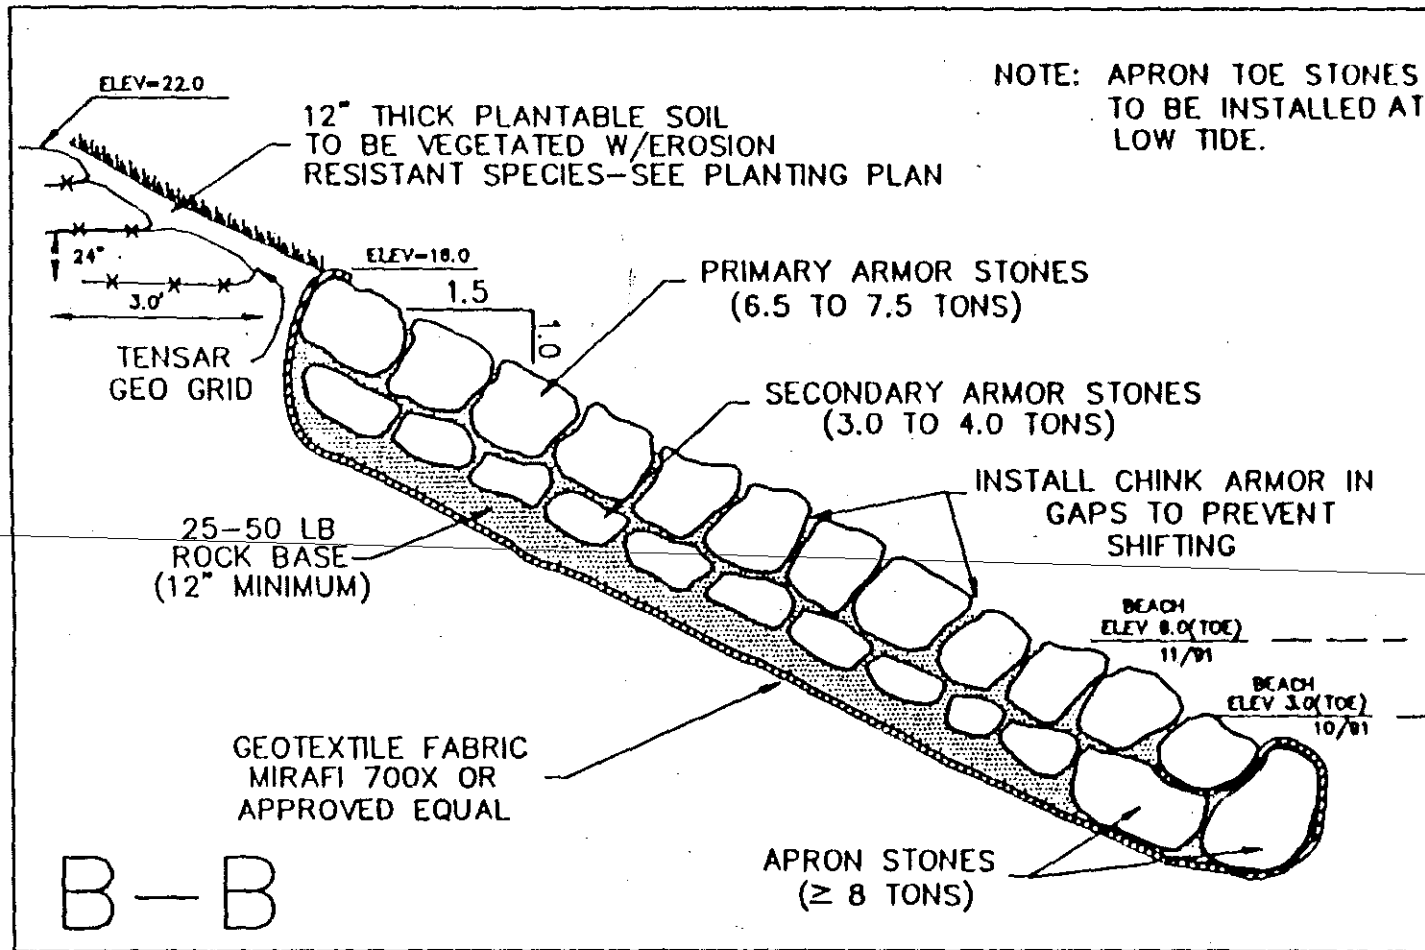 NOTE: APRON TOE STONES
TO BE INSTALLED AT
LOW TIDE.
ELEV=22.0
12" THICK PLANTABLE SOIL
TO BE VEGETATED W/EROSION
RESISTANT SPECIES-SEE PLANTING PLAN
24"
3.0'
TENSAR
GEO GRID
ELEV=18.0
1.5
1.0
PRIMARY ARMOR STONES
(6.5 TO 7.5 TONS)
SECONDARY ARMOR STONES
(3.0 TO 4.0 TONS)
INSTALL CHINK ARMOR IN
GAPS TO PREVENT
SHIFTING
25-50 LB
ROCK BASE
(12" MINIMUM)
BEACH
ELEV 8.0(TOE)
11/91
BEACH
ELEV 3.0(TOE)
10/91
GEOTEXTILE FABRIC
MIRAFI 700X OR
APPROVED EQUAL
APRON STONES
(≥ 8 TONS)
B-B